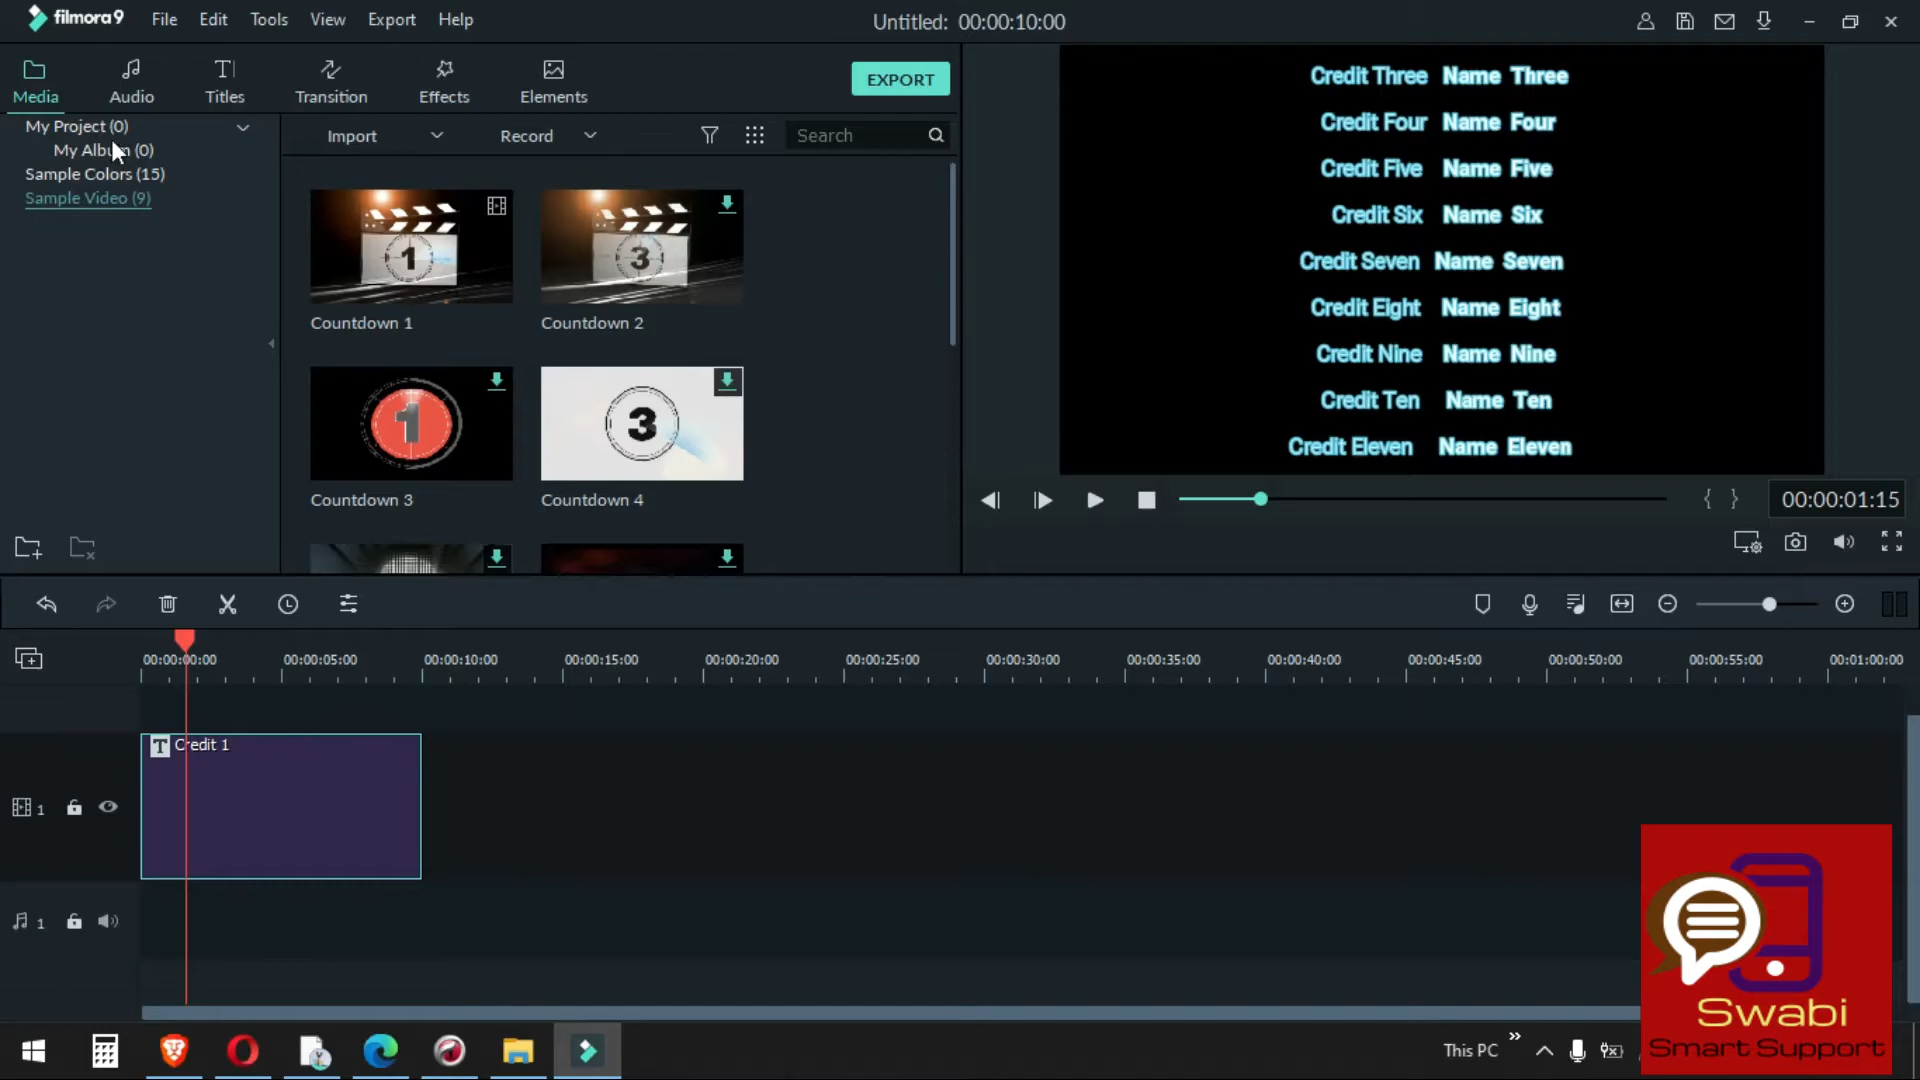 filmora9 File Edit Tools View Export Help Untitled: 00:00:10:00
Media Audio Titles Transition Effects Elements EXPORT
My Project (0)
My Album (0)
Sample Colors (15)
Sample Video (9)
Import Record Search
1 3
Countdown 1 Countdown 2
1 3
Countdown 3 Countdown 4
Credit Three Name Three
Credit Four Name Four
Credit Five Name Five
Credit Six Name Six
Credit Seven Name Seven
Credit Eight Name Eight
Credit Nine Name Nine
Credit Ten Name Ten
Credit Eleven Name Eleven
{ } 00:00:01:15
00:00:00:00 00:00:05:00 00:00:10:00 00:00:15:00 00:00:20:00 00:00:25:00 00:00:30:00 00:00:35:00 00:00:40:00 00:00:45:00 00:00:50:00 00:00:55:00 00:01:00:00
T Credit 1
1
1
Swabi
Smart Support
This PC